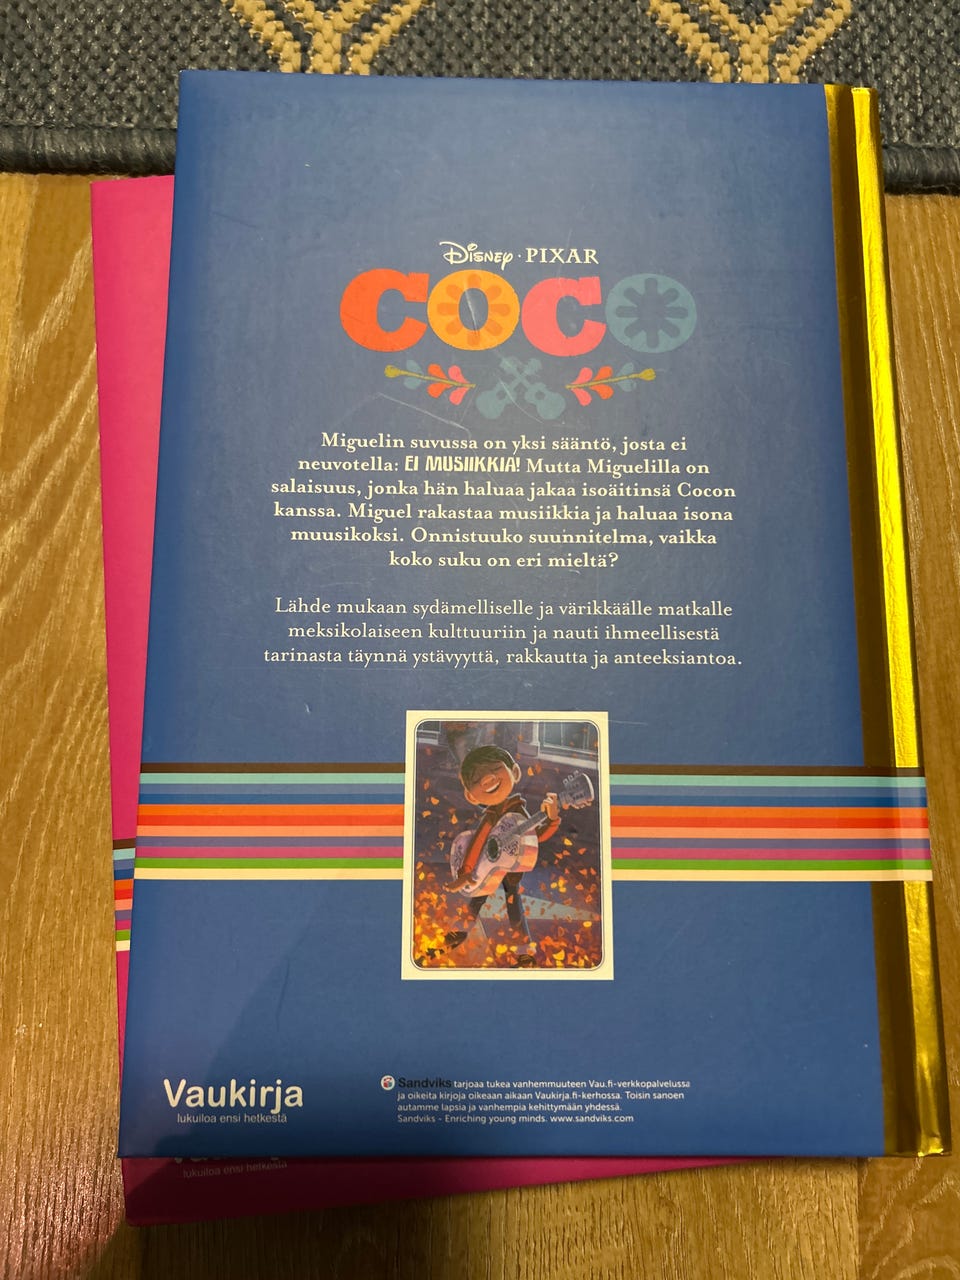 Disney · PIXAR
COCO
Miguelin suvussa on yksi sääntö, josta ei
neuvotella: EI MUSIIKKIA! Mutta Miguelilla on
salaisuus, jonka hän haluaa jakaa isoäitinsä Cocon
kanssa. Miguel rakastaa musiikkia ja haluaa isona
muusikoksi. Onnistuuko suunnitelma, vaikka
koko suku on eri mieltä?
Lähde mukaan sydämelliselle ja värikkäälle matkalle
meksikolaiseen kulttuuriin ja nauti ihmeellisestä
tarinasta täynnä ystävyyttä, rakkautta ja anteeksiantoa.
Vaukirja
lukuiloa ensi hetkestä
Sandviks tarjoaa tukea vanhemmuuteen Vau.fi-verkkopalvelussa
ja oikeita kirjoja oikeaan aikaan Vaukirja.fi-kerhossa. Toisin sanoen
autamme lapsia ja vanhempia kehittymään yhdessä.
Sandviks - Enriching young minds. www.sandviks.com
lukuiloa ensi hetkestä